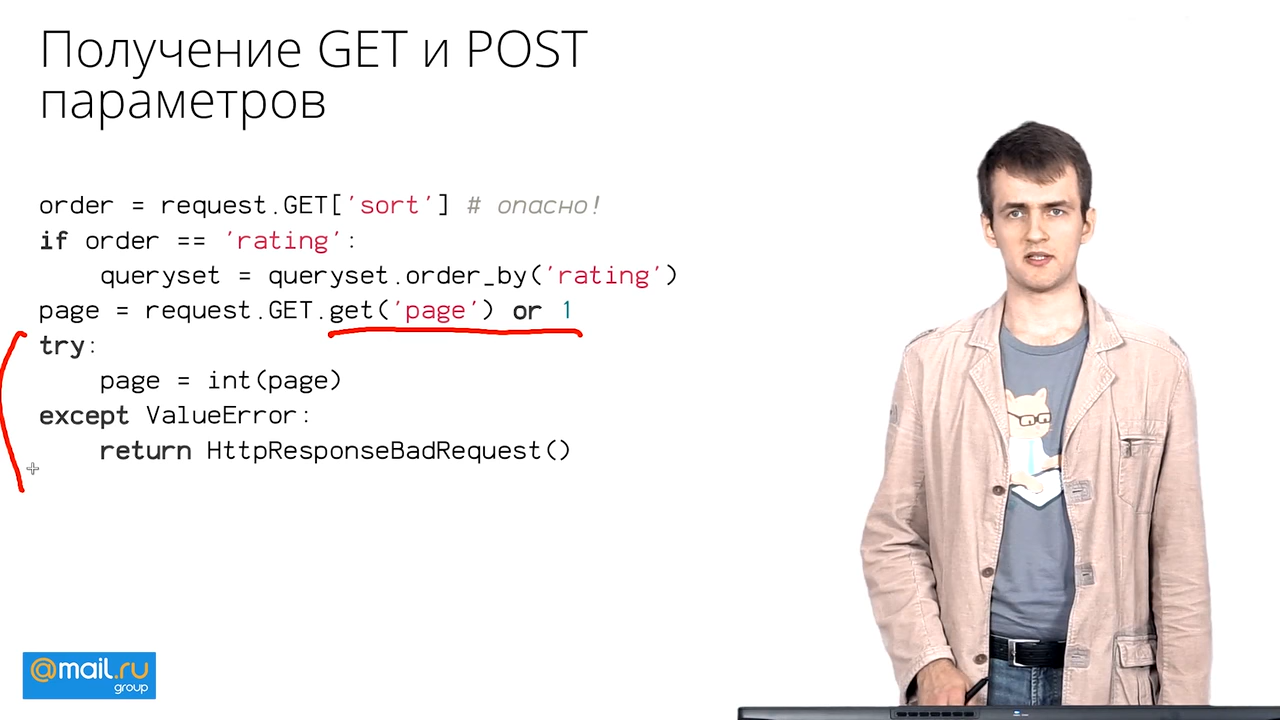 Получение GET и POST
параметров
order = request.GET['sort'] # опасно!
if order == 'rating':
    queryset = queryset.order_by('rating')
page = request.GET.get('page') or 1
try:
    page = int(page)
except ValueError:
    return HttpResponseBadRequest()
@mail.ru
group